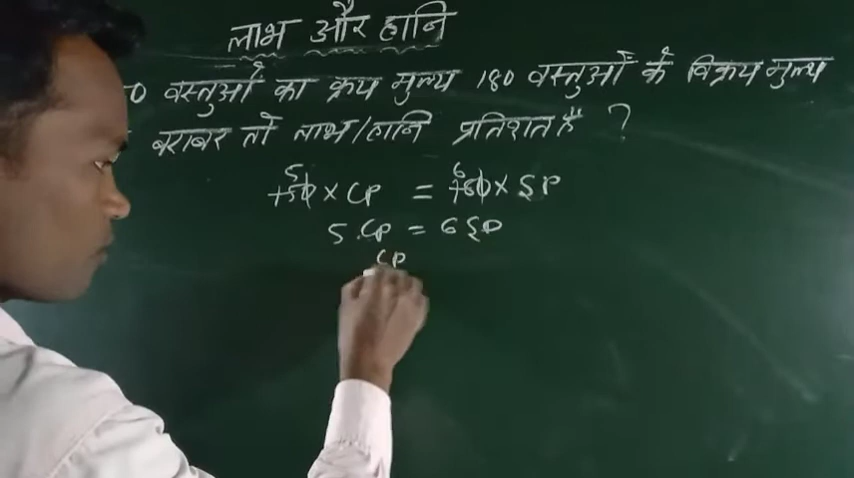 लाभ और हानि
0 वस्तुओं का क्रय मुल्य 180 वस्तुओं के विक्रय मुल्य
बराबर तो लाभ/हानि प्रतिशत हैं ?
5 6
150 × CP = 180 × SP
5.CP = 6 SP
CP